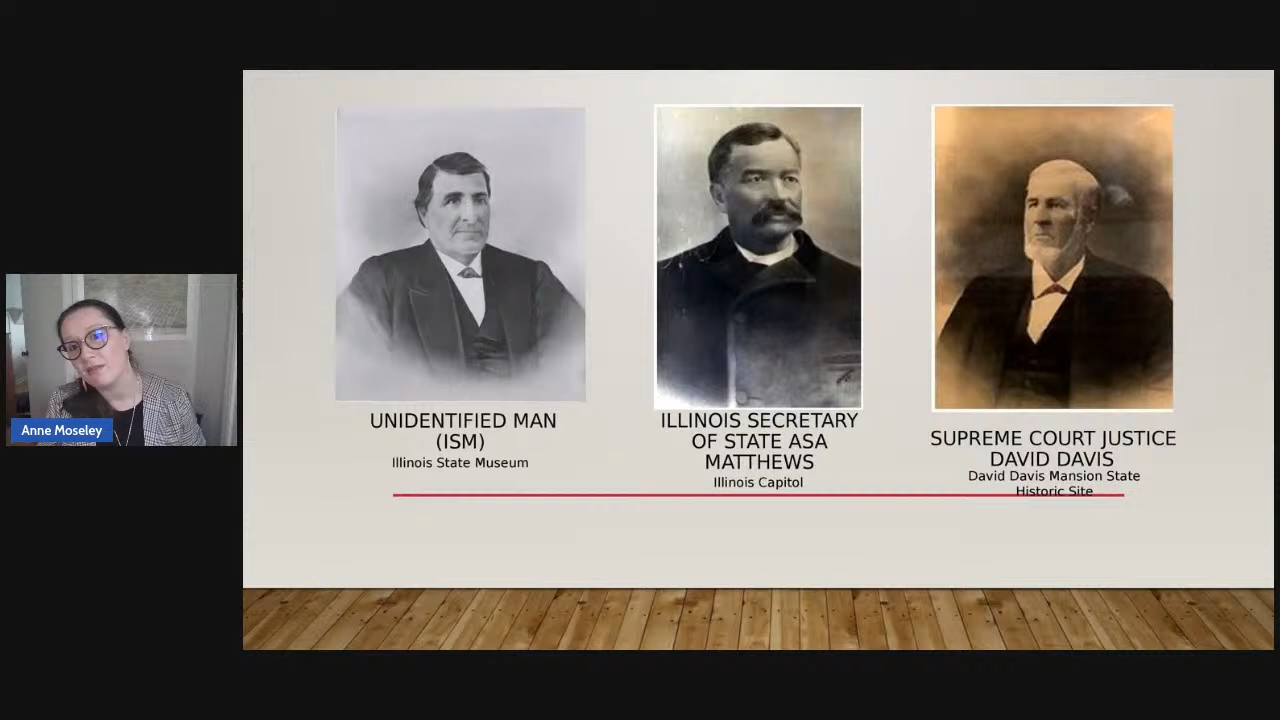 Anne Moseley
UNIDENTIFIED MAN
(ISM)
Illinois State Museum
ILLINOIS SECRETARY
OF STATE ASA
MATTHEWS
Illinois Capitol
SUPREME COURT JUSTICE
DAVID DAVIS
David Davis Mansion State
Historic Site